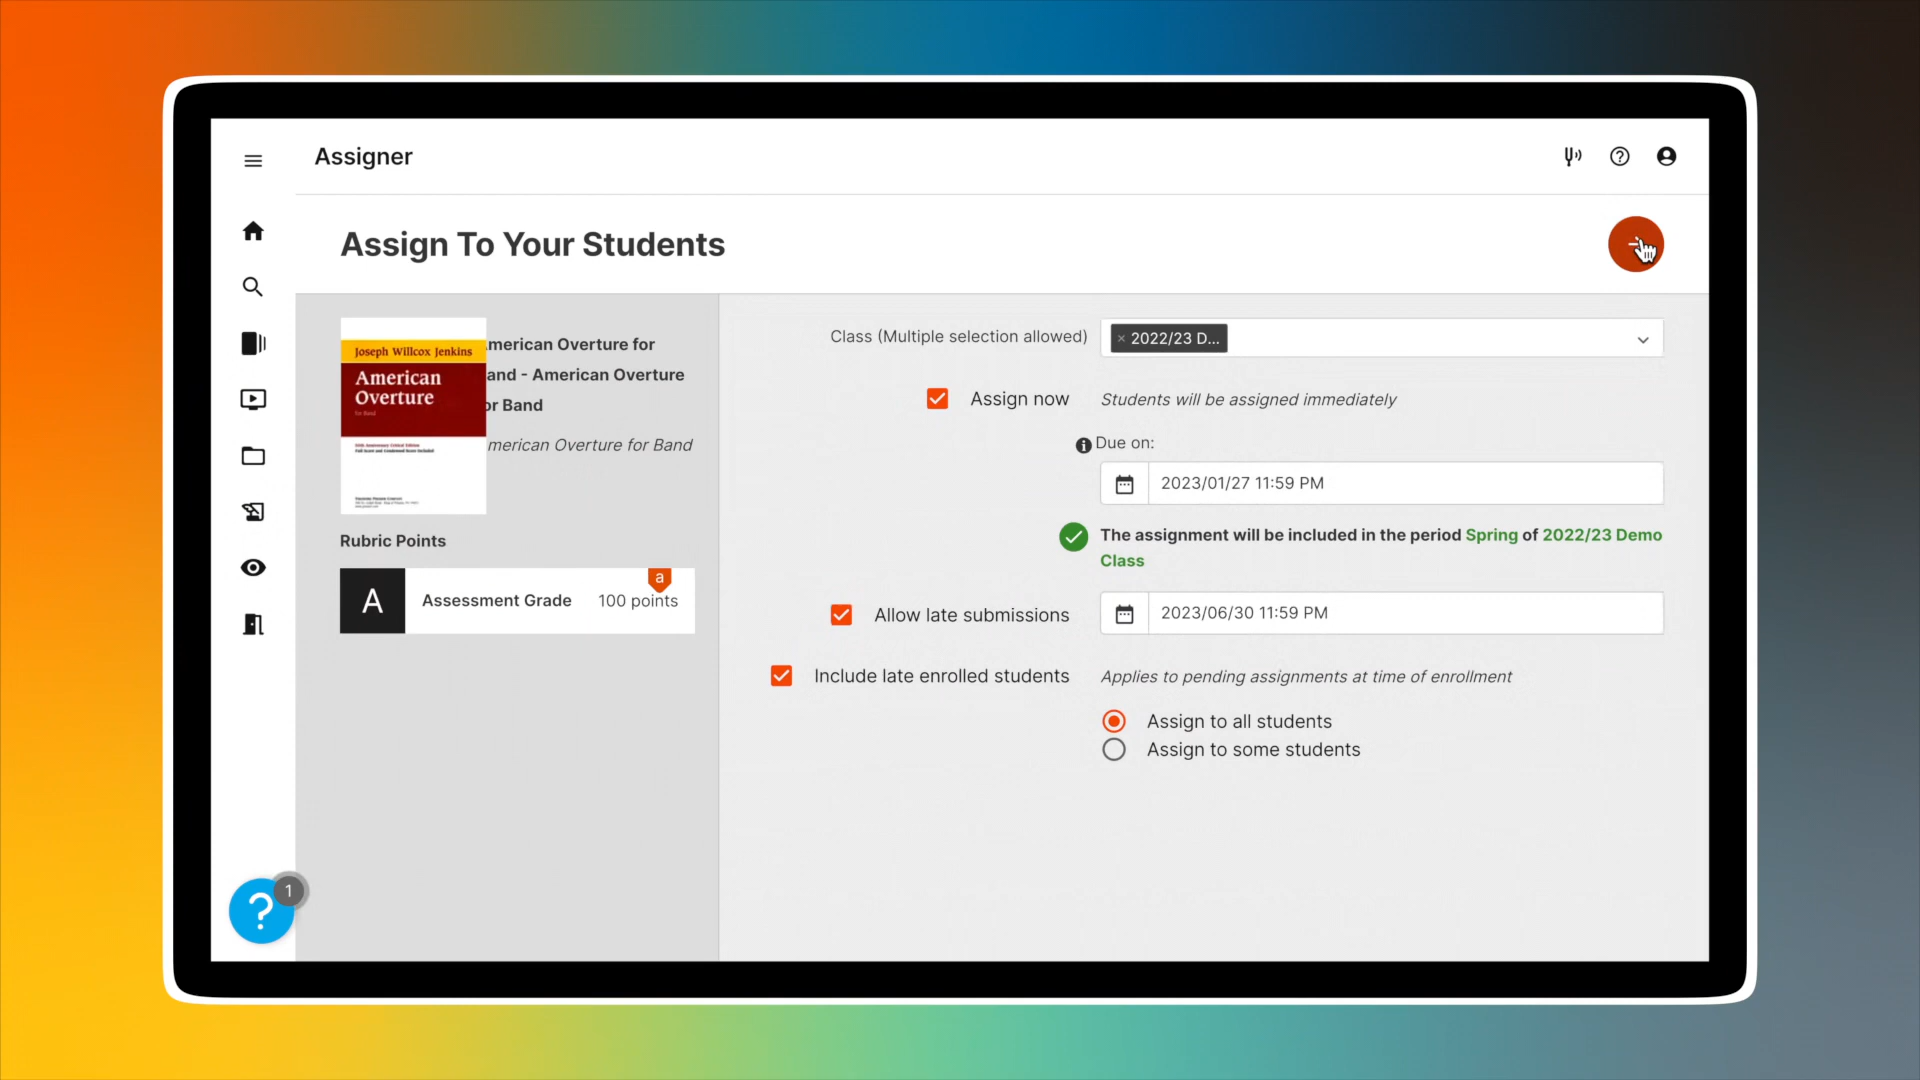 Assigner
Assign To Your Students
Joseph Willcox Jenkins
American
Overture
for Band
merican Overture for
and - American Overture
or Band
merican Overture for Band
Rubric Points
A
Assessment Grade
a
100 points
Class (Multiple selection allowed)
× 2022/23 D...
Assign now
Students will be assigned immediately
Due on:
2023/01/27 11:59 PM
The assignment will be included in the period Spring of 2022/23 Demo
Class
Allow late submissions
2023/06/30 11:59 PM
Include late enrolled students
Applies to pending assignments at time of enrollment
Assign to all students
Assign to some students
?
1